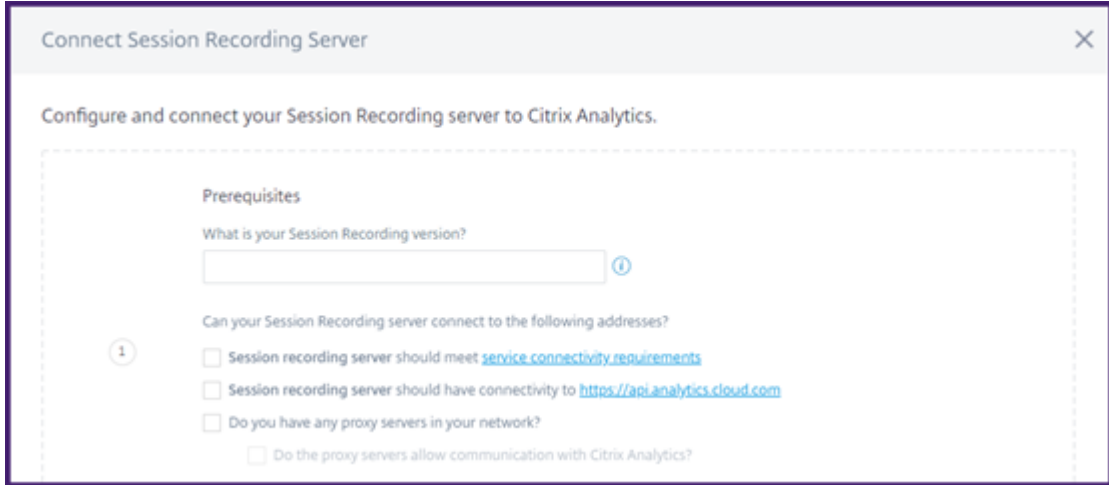 Connect Session Recording Server
Configure and connect your Session Recording server to Citrix Analytics.
Prerequisites
What is your Session Recording version?
i
Can your Session Recording server connect to the following addresses?
1
Session recording server should meet service connectivity requirements
Session recording server should have connectivity to https://api.analytics.cloud.com
Do you have any proxy servers in your network?
Do the proxy servers allow communication with Citrix Analytics?